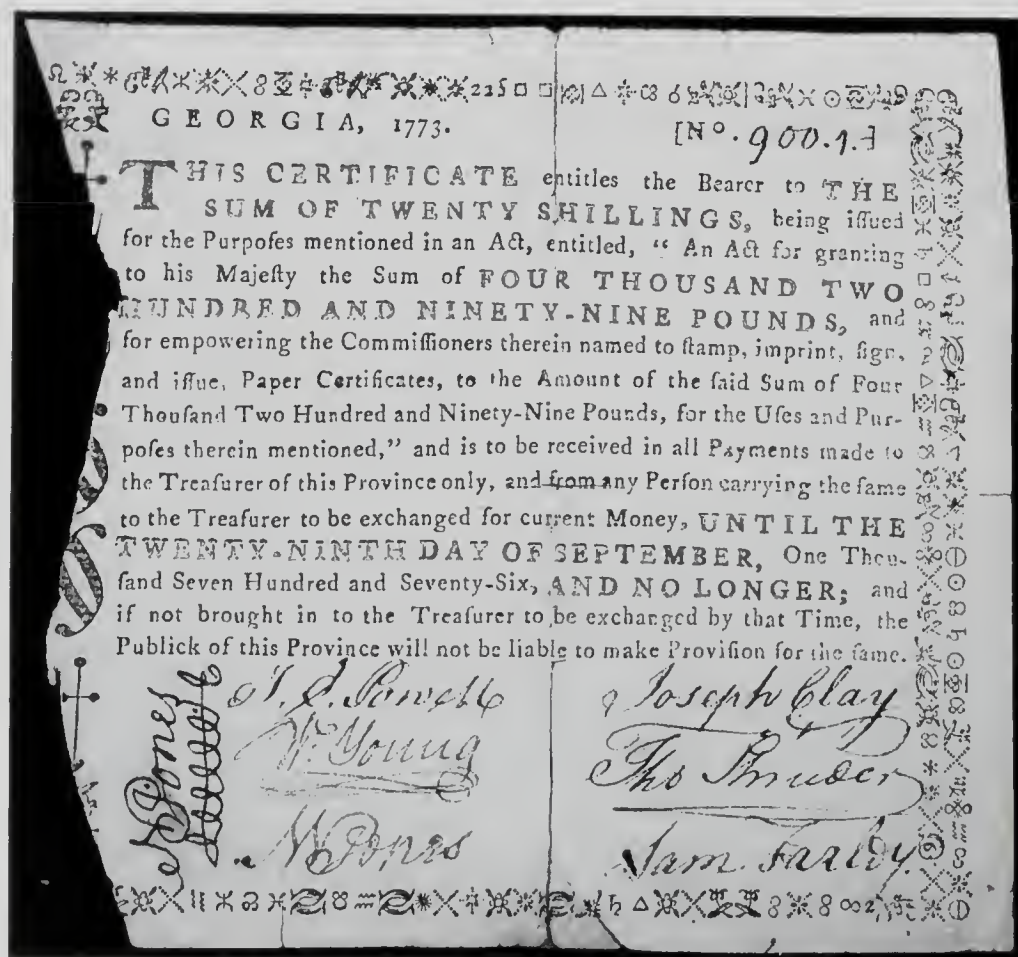 GEORGIA, 1773.
[No. 900.1.]
THIS CERTIFICATE entitles the Bearer to THE
SUM OF TWENTY SHILLINGS, being iſſued
for the Purpoſes mentioned in an Act, entitled, “ An Act for granting
to his Majeſty the Sum of FOUR THOUSAND TWO
HUNDRED AND NINETY-NINE POUNDS, and
for empowering the Commiſſioners therein named to ſtamp, imprint, ſign,
and iſſue, Paper Certificates, to the Amount of the ſaid Sum of Four
Thouſand Two Hundred and Ninety-Nine Pounds, for the Uſes and Pur-
poſes therein mentioned,” and is to be received in all Payments made to
the Treaſurer of this Province only, and from any Perſon carrying the ſame
to the Treaſurer to be exchanged for current Money, UNTIL THE
TWENTY-NINTH DAY OF SEPTEMBER, One Thou-
ſand Seven Hundred and Seventy-Six, AND NO LONGER; and
if not brought in to the Treaſurer to be exchanged by that Time, the
Publick of this Province will not be liable to make Proviſion for the ſame.
N Jones
J. S. Powell
Joseph Clay
W. Young
Tho Shruder
N Jones
Sam. Farley